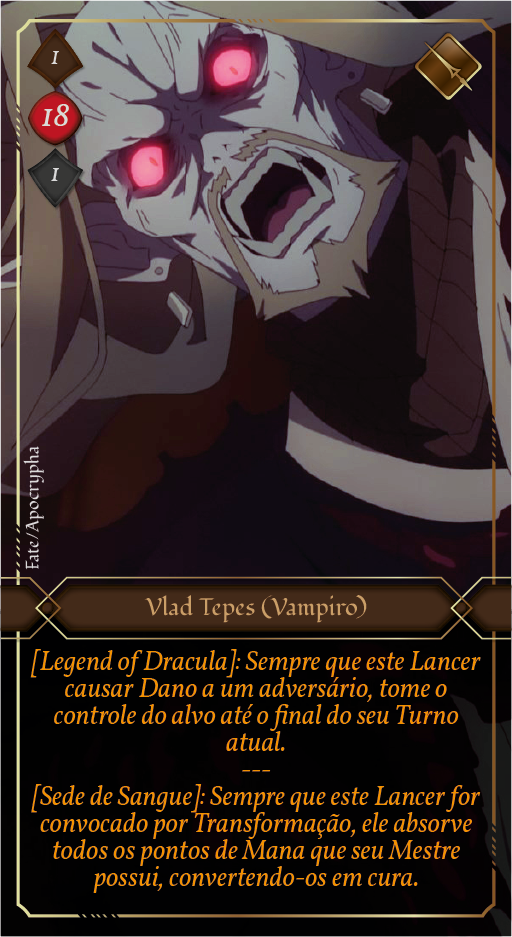 1
18
1
Fate/Apocrypha
Vlad Tepes (Vampiro)
[Legend of Dracula]: Sempre que este Lancer
causar Dano a um adversário, tome o
controle do alvo até o final do seu Turno
atual.
---
[Sede de Sangue]: Sempre que este Lancer for
convocado por Transformação, ele absorve
todos os pontos de Mana que seu Mestre
possui, convertendo-os em cura.